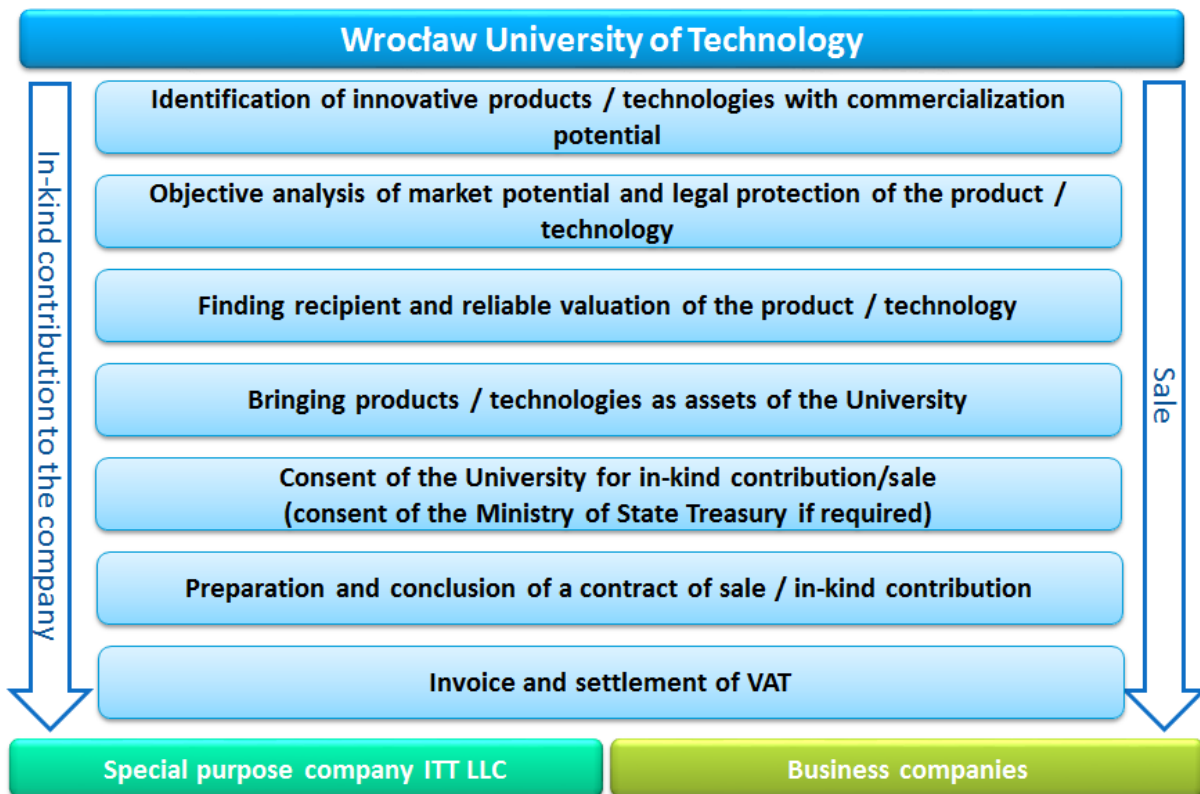 Wrocław University of Technology
Identification of innovative products / technologies with commercialization
potential
Objective analysis of market potential and legal protection of the product /
technology
Finding recipient and reliable valuation of the product / technology
Bringing products / technologies as assets of the University
Consent of the University for in-kind contribution/sale
(consent of the Ministry of State Treasury if required)
Preparation and conclusion of a contract of sale / in-kind contribution
Invoice and settlement of VAT
In-kind contribution to the company
Sale
Special purpose company ITT LLC
Business companies